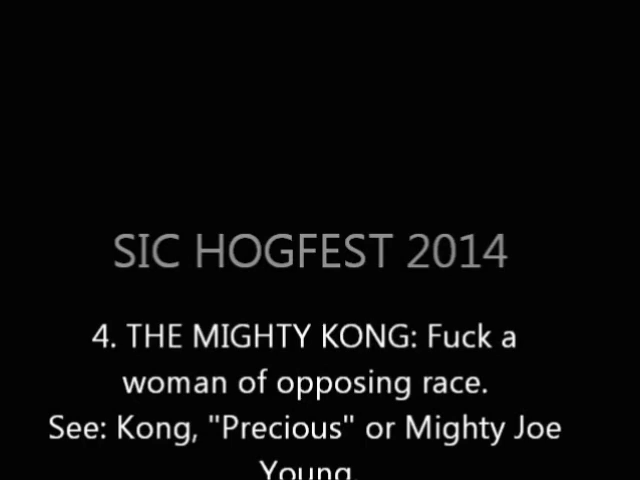 SIC HOGFEST 2014
4. THE MIGHTY KONG: Fuck a
woman of opposing race.
See: Kong, "Precious" or Mighty Joe
Young.